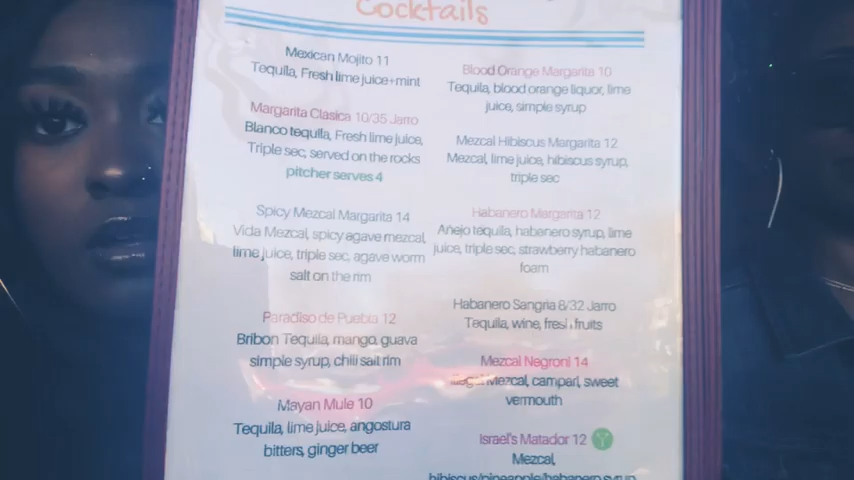 Cocktails
Mexican Mojito 11
Tequila, Fresh lime juice+mint
Margarita Clasica 10/35 Jarro
Blanco tequila, Fresh lime juice,
Triple sec, served on the rocks
pitcher serves 4
Spicy Mezcal Margarita 14
Vida Mezcal, spicy agave mezcal,
lime juice, triple sec, agave worm
salt on the rim
Paradiso de Puebla 12
Bribon Tequila, mango, guava
simple syrup, chili salt rim
Mayan Mule 10
Tequila, lime juice, angostura
bitters, ginger beer
Blood Orange Margarita 10
Tequila, blood orange liquor, lime
juice, simple syrup
Mezcal Hibiscus Margarita 12
Mezcal, lime juice, hibiscus syrup,
triple sec
Habanero Margarita 12
Añejo tequila, habanero syrup, lime
juice, triple sec, strawberry habanero
foam
Habanero Sangria 8/32 Jarro
Tequila, wine, fresh fruits
Mezcal Negroni 14
Mezcal, campari, sweet
vermouth
Israel's Matador 12
Mezcal,
hibiscus/pineapple/habanero syrup